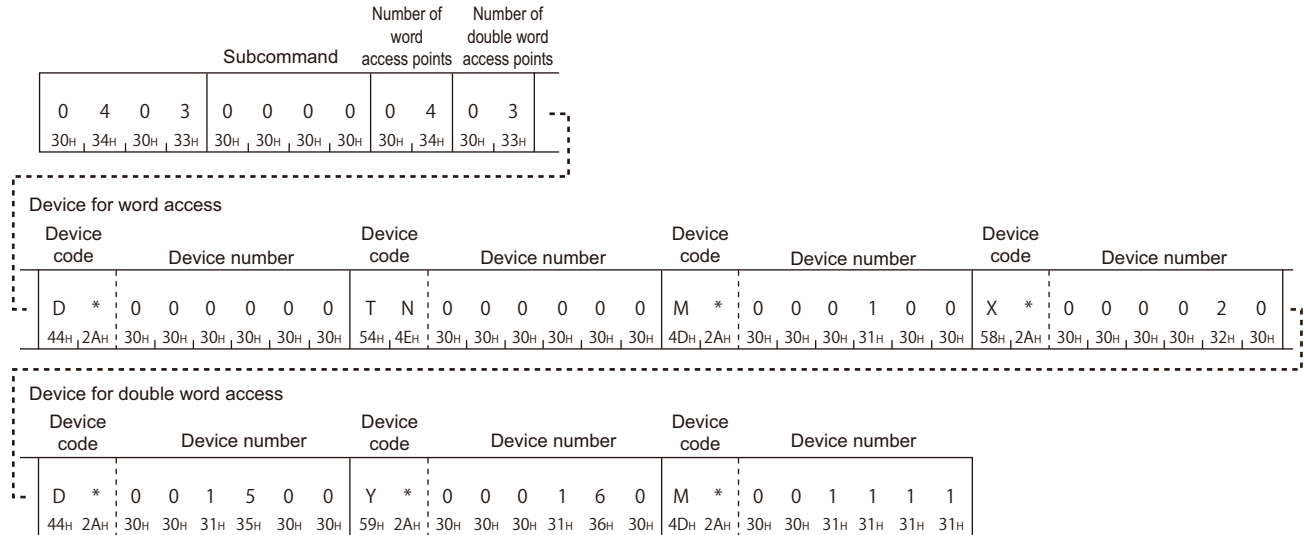 Number of Number of
word double word
Subcommand access points access points
0 4 0 3 0 0 0 0 0 4 0 3
30H 34H 30H 33H 30H 30H 30H 30H 30H 34H 30H 33H
Device for word access
Device Device Device Device
code Device number code Device number code Device number code Device number
D * 0 0 0 0 0 0 T N 0 0 0 0 0 0 M * 0 0 0 1 0 0 X * 0 0 0 0 2 0
44H 2AH 30H 30H 30H 30H 30H 30H 54H 4EH 30H 30H 30H 30H 30H 30H 4DH 2AH 30H 30H 30H 31H 30H 30H 58H 2AH 30H 30H 30H 30H 32H 30H
Device for double word access
Device Device Device
code Device number code Device number code Device number
D * 0 0 1 5 0 0 Y * 0 0 0 1 6 0 M * 0 0 1 1 1 1
44H 2AH 30H 30H 31H 35H 30H 30H 59H 2AH 30H 30H 30H 31H 36H 30H 4DH 2AH 30H 30H 31H 31H 31H 31H